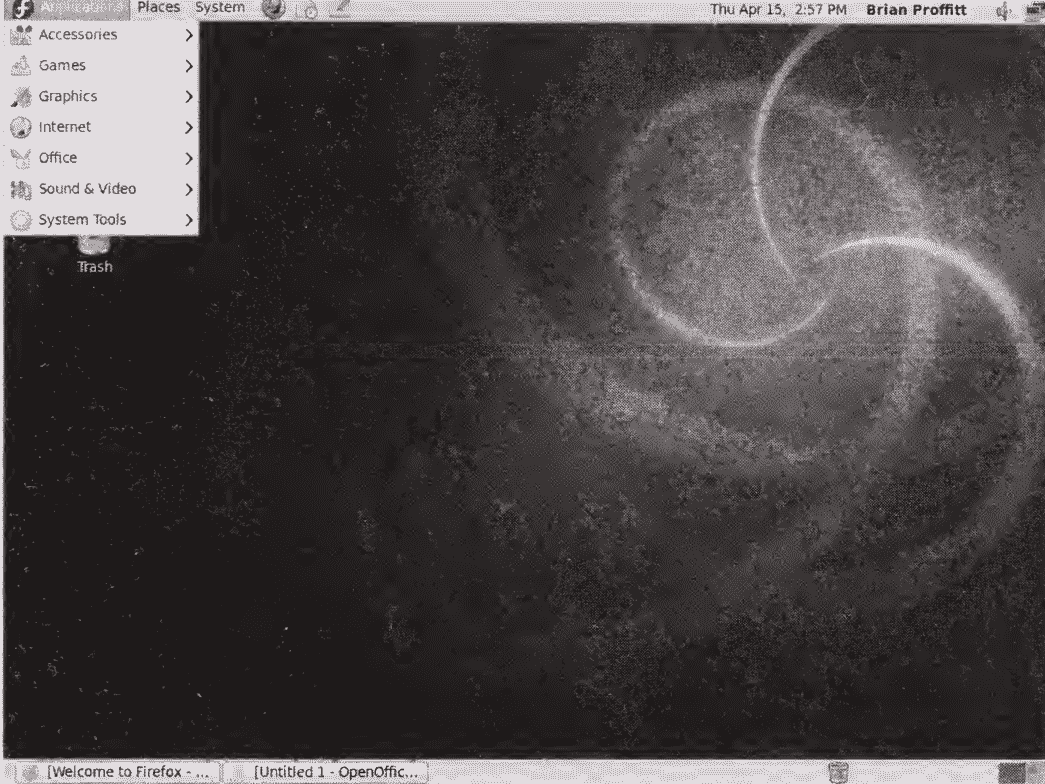 Applications Places System Thu Apr 15, 2:57 PM Brian Proffitt
Accessories
Games
Graphics
Internet
Office
Sound & Video
System Tools
Trash
[Welcome to Firefox - ... [Untitled 1 - OpenOffic...